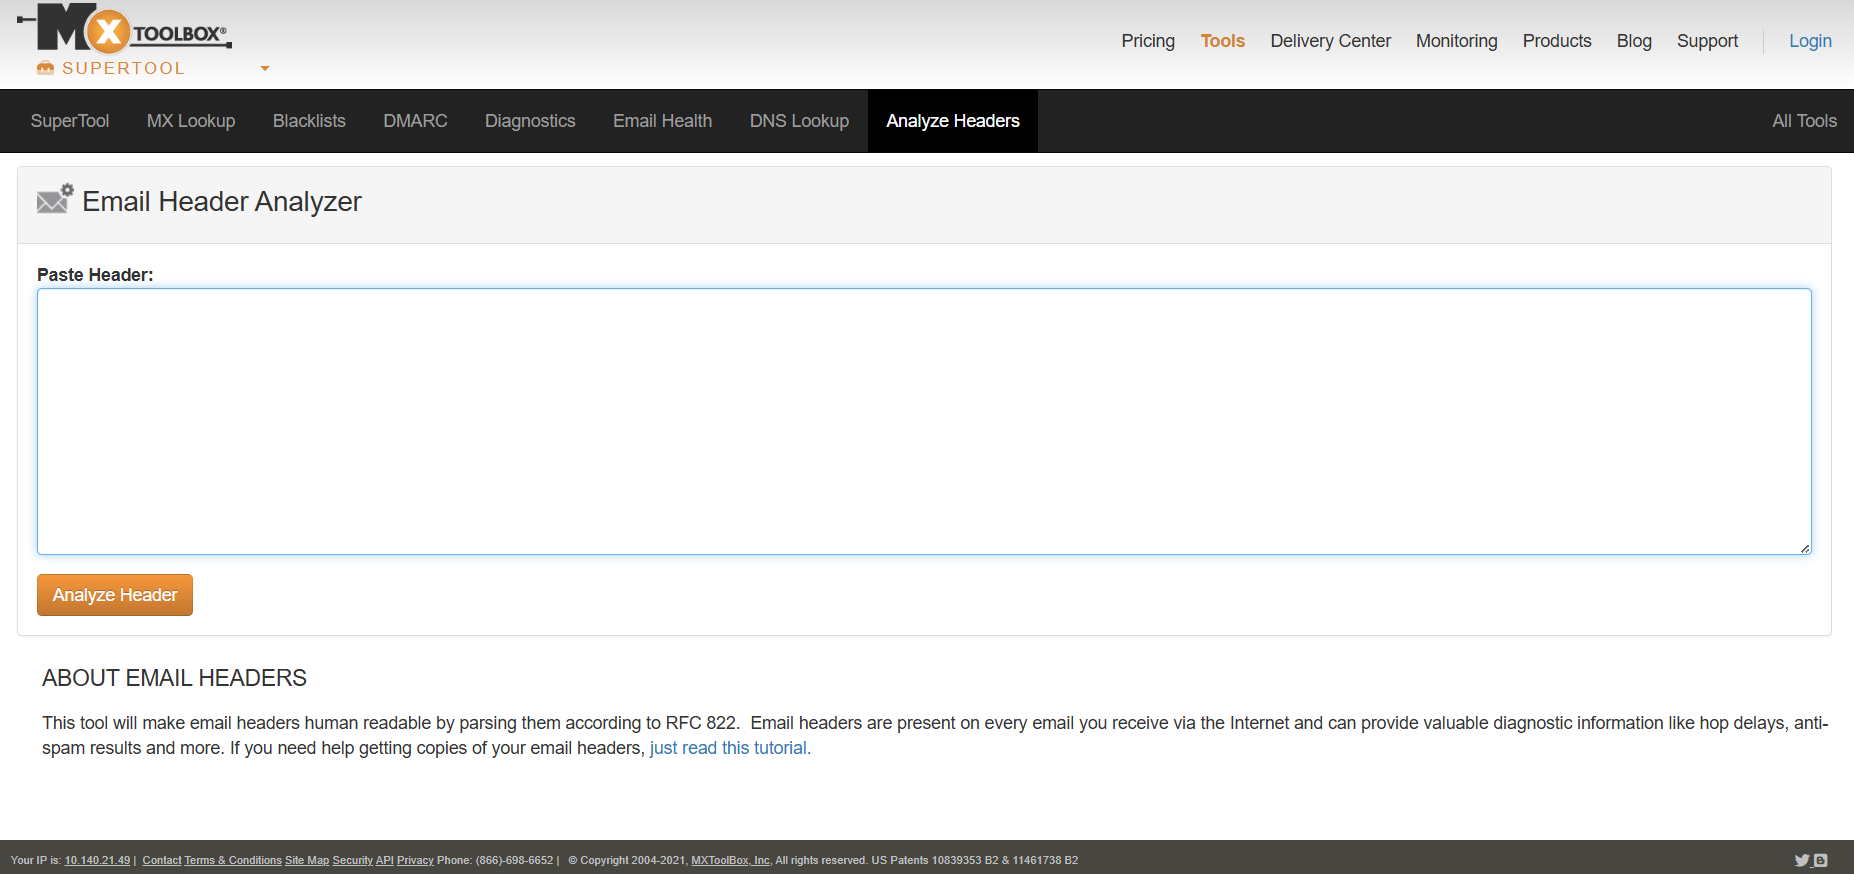 MX TOOLBOX®
SUPERTOOL
Pricing Tools Delivery Center Monitoring Products Blog Support Login
SuperTool MX Lookup Blacklists DMARC Diagnostics Email Health DNS Lookup Analyze Headers All Tools
Email Header Analyzer
Paste Header:
Analyze Header
ABOUT EMAIL HEADERS
This tool will make email headers human readable by parsing them according to RFC 822.  Email headers are present on every email you receive via the Internet and can provide valuable diagnostic information like hop delays, anti-
spam results and more. If you need help getting copies of your email headers, just read this tutorial.
Your IP is: 10.140.21.49 | Contact Terms & Conditions Site Map Security API Privacy Phone: (866)-698-6652 | © Copyright 2004-2021, MXToolBox, Inc, All rights reserved. US Patents 10839353 B2 & 11461738 B2